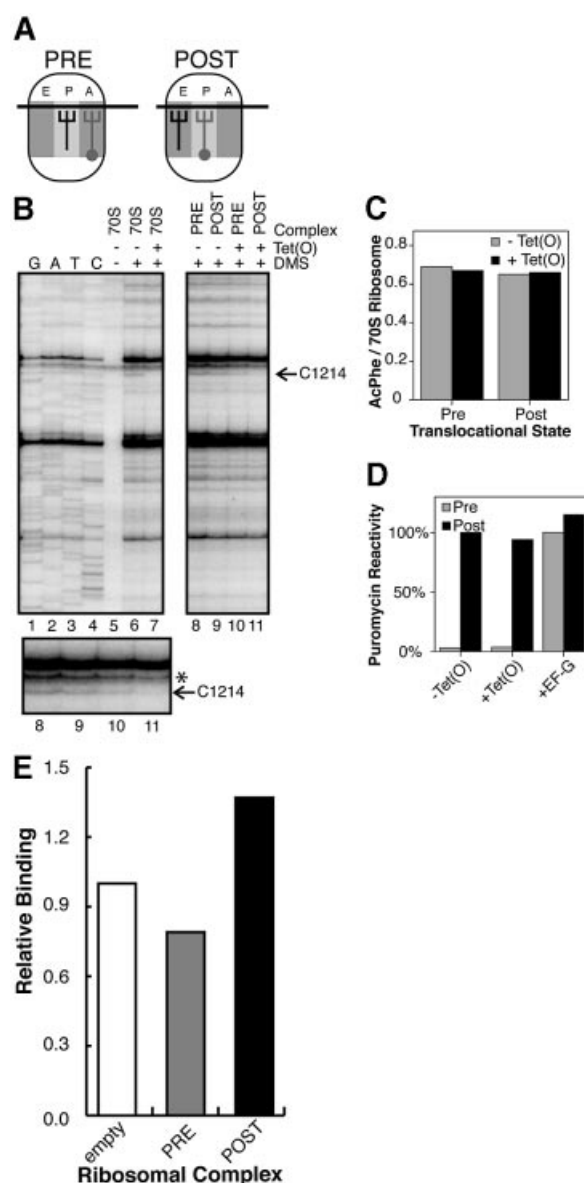 A
PRE POST
E P A E P A
B
70S 70S 70S PRE POST PRE POST Complex
- - + - - + + Tet(O)
G A T C - + + + + + + DMS
C1214
1 2 3 4 5 6 7 8 9 10 11
*
C1214
8 9 10 11
C
- Tet(O)
+ Tet(O)
AcPhe / 70S Ribosome
0.8
0.6
0.4
0.2
0
Pre Post
Translocational State
D
Pre
Post
Puromycin Reactivity
100%
50%
0%
-Tet(O) +Tet(O) +EF-G
E
Relative Binding
1.5
1.2
0.9
0.6
0.3
0.0
empty PRE POST
Ribosomal Complex